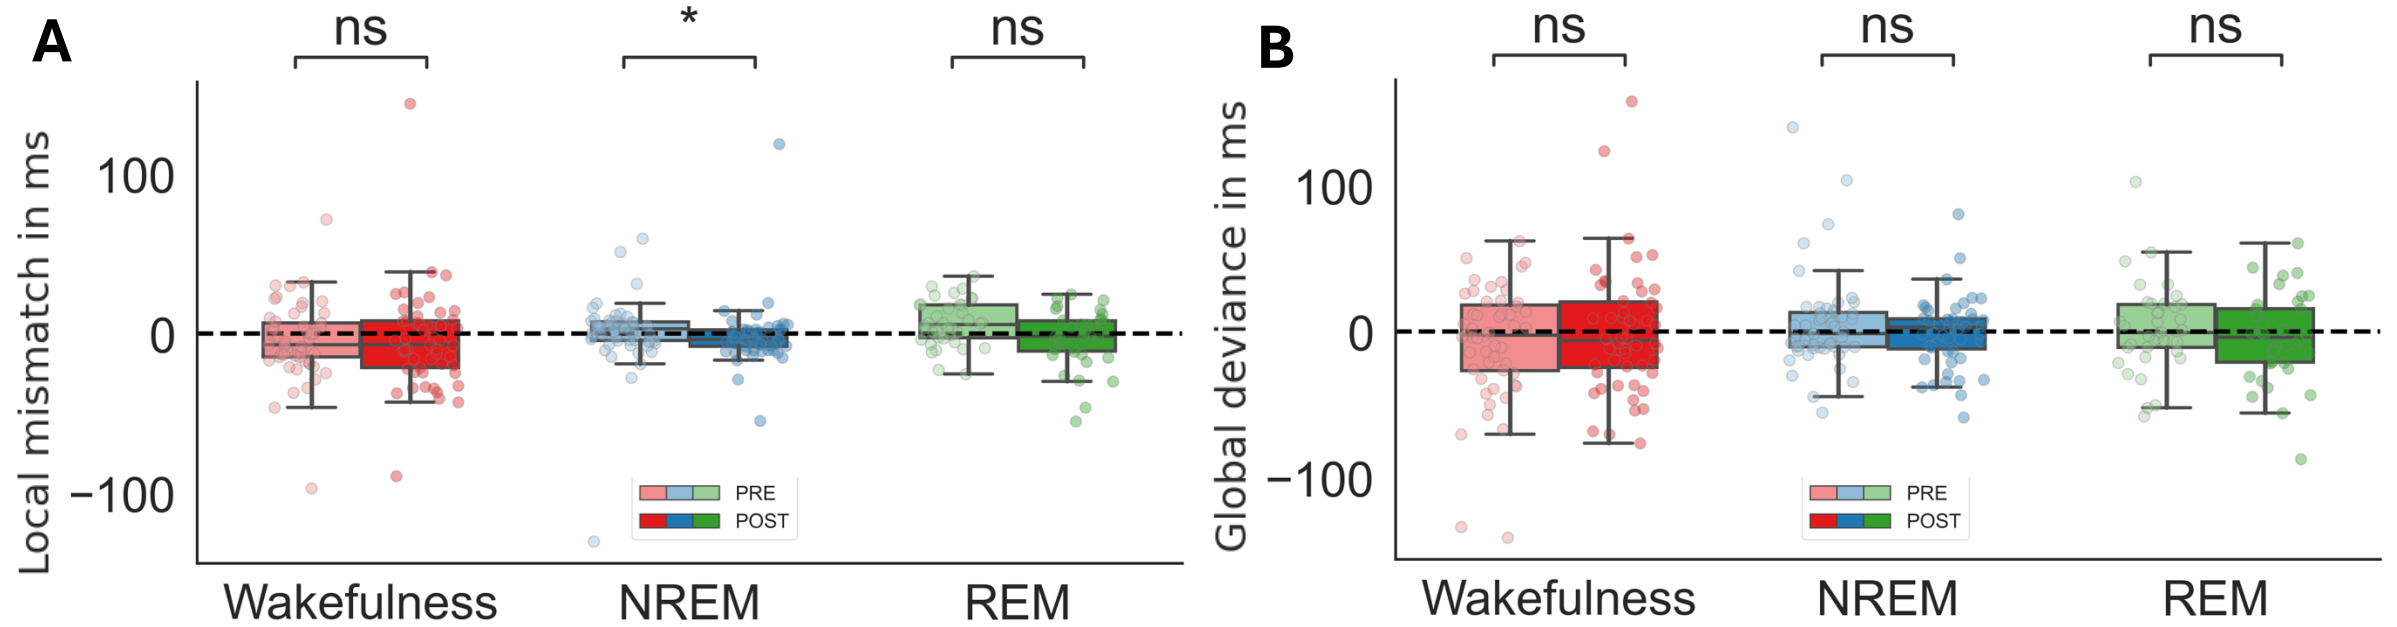 A
ns
*
ns
Local mismatch in ms
100
0
−100
PRE
POST
Wakefulness
NREM
REM
B
ns
ns
ns
Global deviance in ms
100
0
−100
PRE
POST
Wakefulness
NREM
REM